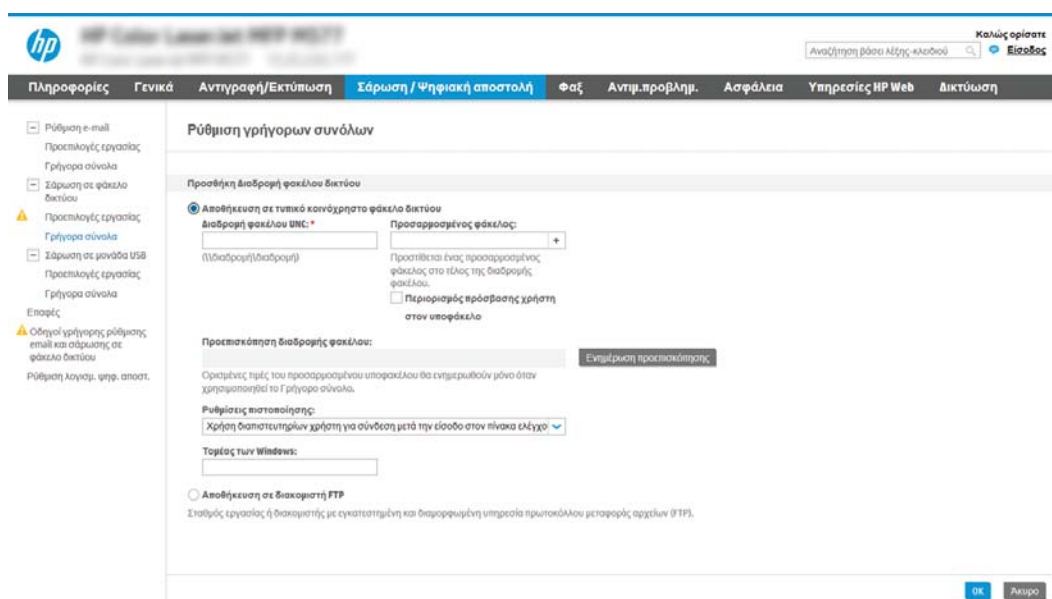 hp
Καλώς ορίσατε
Αναζήτηση βάσει λέξης-κλειδιού
Είσοδος
Πληροφορίες Γενικά Αντιγραφή/Εκτύπωση Σάρωση / Ψηφιακή αποστολή Φαξ Αντιμ.προβλημ. Ασφάλεια Υπηρεσίες HP Web Δικτύωση
Ρύθμιση e-mail
Προεπιλογές εργασίας
Γρήγορα σύνολα
Σάρωση σε φάκελο
δικτύου
Προεπιλογές εργασίας
Γρήγορα σύνολα
Σάρωση σε μονάδα USB
Προεπιλογές εργασίας
Γρήγορα σύνολα
Επαφές
Οδηγοί γρήγορης ρύθμισης
email και σάρωσης σε
φάκελο δικτύου
Ρύθμιση λογισμ. ψηφ. αποστ.
Ρύθμιση γρήγορων συνόλων
Προσθήκη Διαδρομή φακέλου δικτύου
Αποθήκευση σε τυπικό κοινόχρηστο φάκελο δικτύου
Διαδρομή φακέλου UNC: * Προσαρμοσμένος φάκελος:
+
(\\διαδρομή\διαδρομή)
Προστίθεται ένας προσαρμοσμένος
φάκελος στο τέλος της διαδρομής
φακέλου.
Περιορισμός πρόσβασης χρήστη
στον υποφάκελο
Προεπισκόπηση διαδρομής φακέλου:
Ενημέρωση προεπισκόπησης
Ορισμένες τιμές του προσαρμοσμένου υποφακέλου θα ενημερωθούν μόνο όταν
χρησιμοποιηθεί το Γρήγορο σύνολο.
Ρυθμίσεις πιστοποίησης:
Χρήση διαπιστευτηρίων χρήστη για σύνδεση μετά την είσοδο στον πίνακα ελέγχο
Τομέας των Windows:
Αποθήκευση σε διακομιστή FTP
Σταθμός εργασίας ή διακομιστής με εγκατεστημένη και διαμορφωμένη υπηρεσία πρωτοκόλλου μεταφοράς αρχείων (FTP).
OK Άκυρο